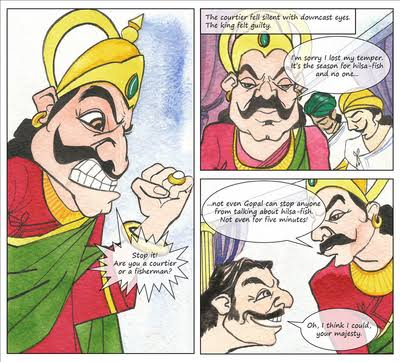 Stop it!
Are you a courtier
or a fisherman?
The courtier fell silent with downcast eyes.
The king felt guilty.
I'm sorry I lost my temper.
It's the season for hilsa-fish
and no one...
...not even Gopal can stop anyone
from talking about hilsa-fish.
Not even for five minutes!
Oh, I think I could,
your majesty.